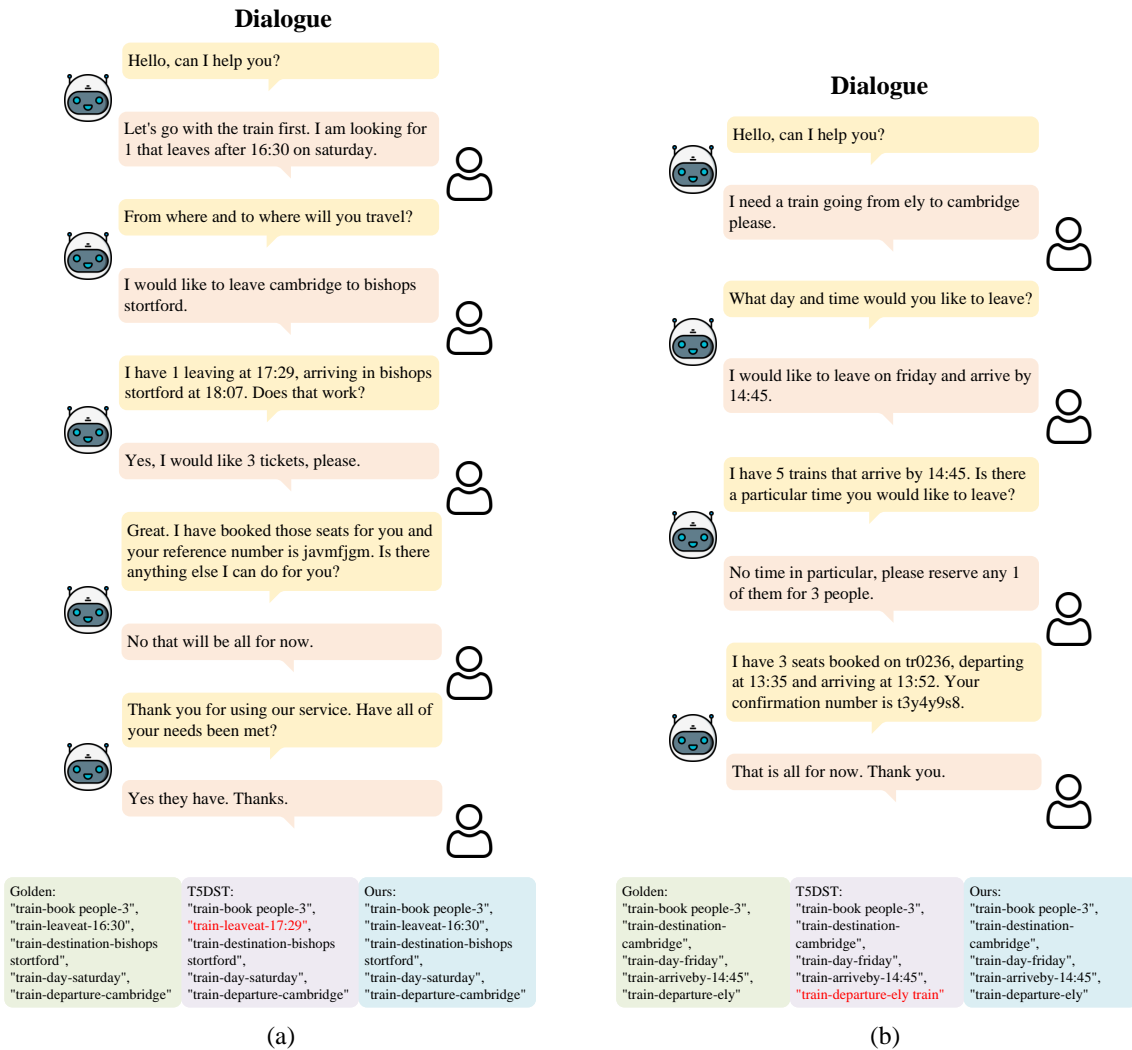 Dialogue
Hello, can I help you?
Let's go with the train first. I am looking for
1 that leaves after 16:30 on saturday.
From where and to where will you travel?
I would like to leave cambridge to bishops
stortford.
I have 1 leaving at 17:29, arriving in bishops
stortford at 18:07. Does that work?
Yes, I would like 3 tickets, please.
Great. I have booked those seats for you and
your reference number is javmfjgm. Is there
anything else I can do for you?
No that will be all for now.
Thank you for using our service. Have all of
your needs been met?
Yes they have. Thanks.
Golden:
"train-book people-3",
"train-leaveat-16:30",
"train-destination-bishops
stortford",
"train-day-saturday",
"train-departure-cambridge"
T5DST:
"train-book people-3",
"train-leaveat-17:29",
"train-destination-bishops
stortford",
"train-day-saturday",
"train-departure-cambridge"
Ours:
"train-book people-3",
"train-leaveat-16:30",
"train-destination-bishops
stortford",
"train-day-saturday",
"train-departure-cambridge"
(a)
Dialogue
Hello, can I help you?
I need a train going from ely to cambridge
please.
What day and time would you like to leave?
I would like to leave on friday and arrive by
14:45.
I have 5 trains that arrive by 14:45. Is there
a particular time you would like to leave?
No time in particular, please reserve any 1
of them for 3 people.
I have 3 seats booked on tr0236, departing
at 13:35 and arriving at 13:52. Your
confirmation number is t3y4y9s8.
That is all for now. Thank you.
Golden:
"train-book people-3",
"train-destination-
cambridge",
"train-day-friday",
"train-arriveby-14:45",
"train-departure-ely"
T5DST:
"train-book people-3",
"train-destination-
cambridge",
"train-day-friday",
"train-arriveby-14:45",
"train-departure-ely train"
Ours:
"train-book people-3",
"train-destination-
cambridge",
"train-day-friday",
"train-arriveby-14:45",
"train-departure-ely"
(b)